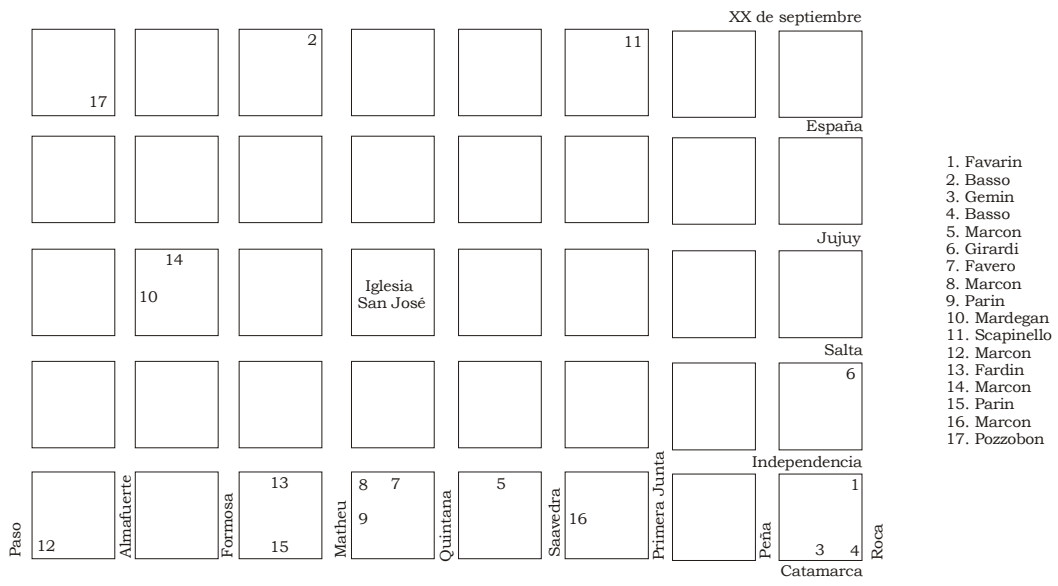 XX de septiembre
2
11
17
España
Jujuy
14
10
Iglesia
San José
Salta
6
Independencia
13
8
7
5
1
9
16
12
15
3
4
Paso
Almafuerte
Formosa
Matheu
Quintana
Saavedra
Primera Junta
Peña
Roca
Catamarca
1. Favarin
2. Basso
3. Gemin
4. Basso
5. Marcon
6. Girardi
7. Favero
8. Marcon
9. Parin
10. Mardegan
11. Scapinello
12. Marcon
13. Fardin
14. Marcon
15. Parin
16. Marcon
17. Pozzobon